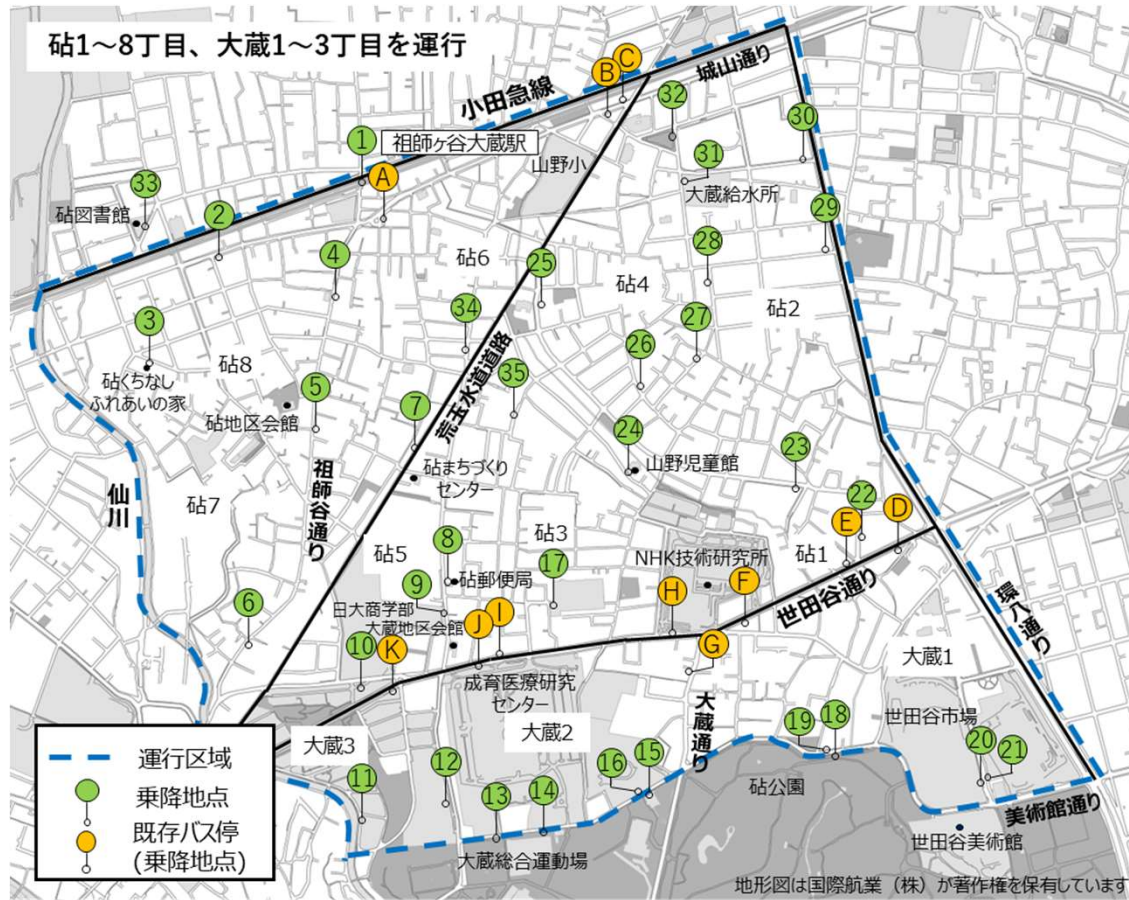 砧1~8丁目、大蔵1~3丁目を運行
小田急線
B
C
城山通り
32
30
1
祖師ヶ谷大蔵駅
山野小
31
大蔵給水所
A
33
砧図書館
2
29
4
砧6
25
28
砧4
砧2
3
34
27
26
砧くちなし
ふれあいの家
砧8
5
砧地区会館
7
荒玉水道道路
35
24
山野児童館
23
砧まちづくり
センター
祖師谷通り
仙川
砧7
22
E
D
8
砧3
NHK技術研究所
砧1
砧5
砧郵便局
17
9
H
F
世田谷通り
環八通り
6
日大商学部
大蔵地区会館
J
I
10
K
G
成育医療研究
センター
大蔵1
大蔵通り
大蔵2
世田谷市場
大蔵3
19
18
20
21
12
16
15
11
13
14
砧公園
美術館通り
大蔵総合運動場
世田谷美術館
運行区域
乗降地点
既存バス停
(乗降地点)
地形図は国際航業(株)が著作権を保有しています